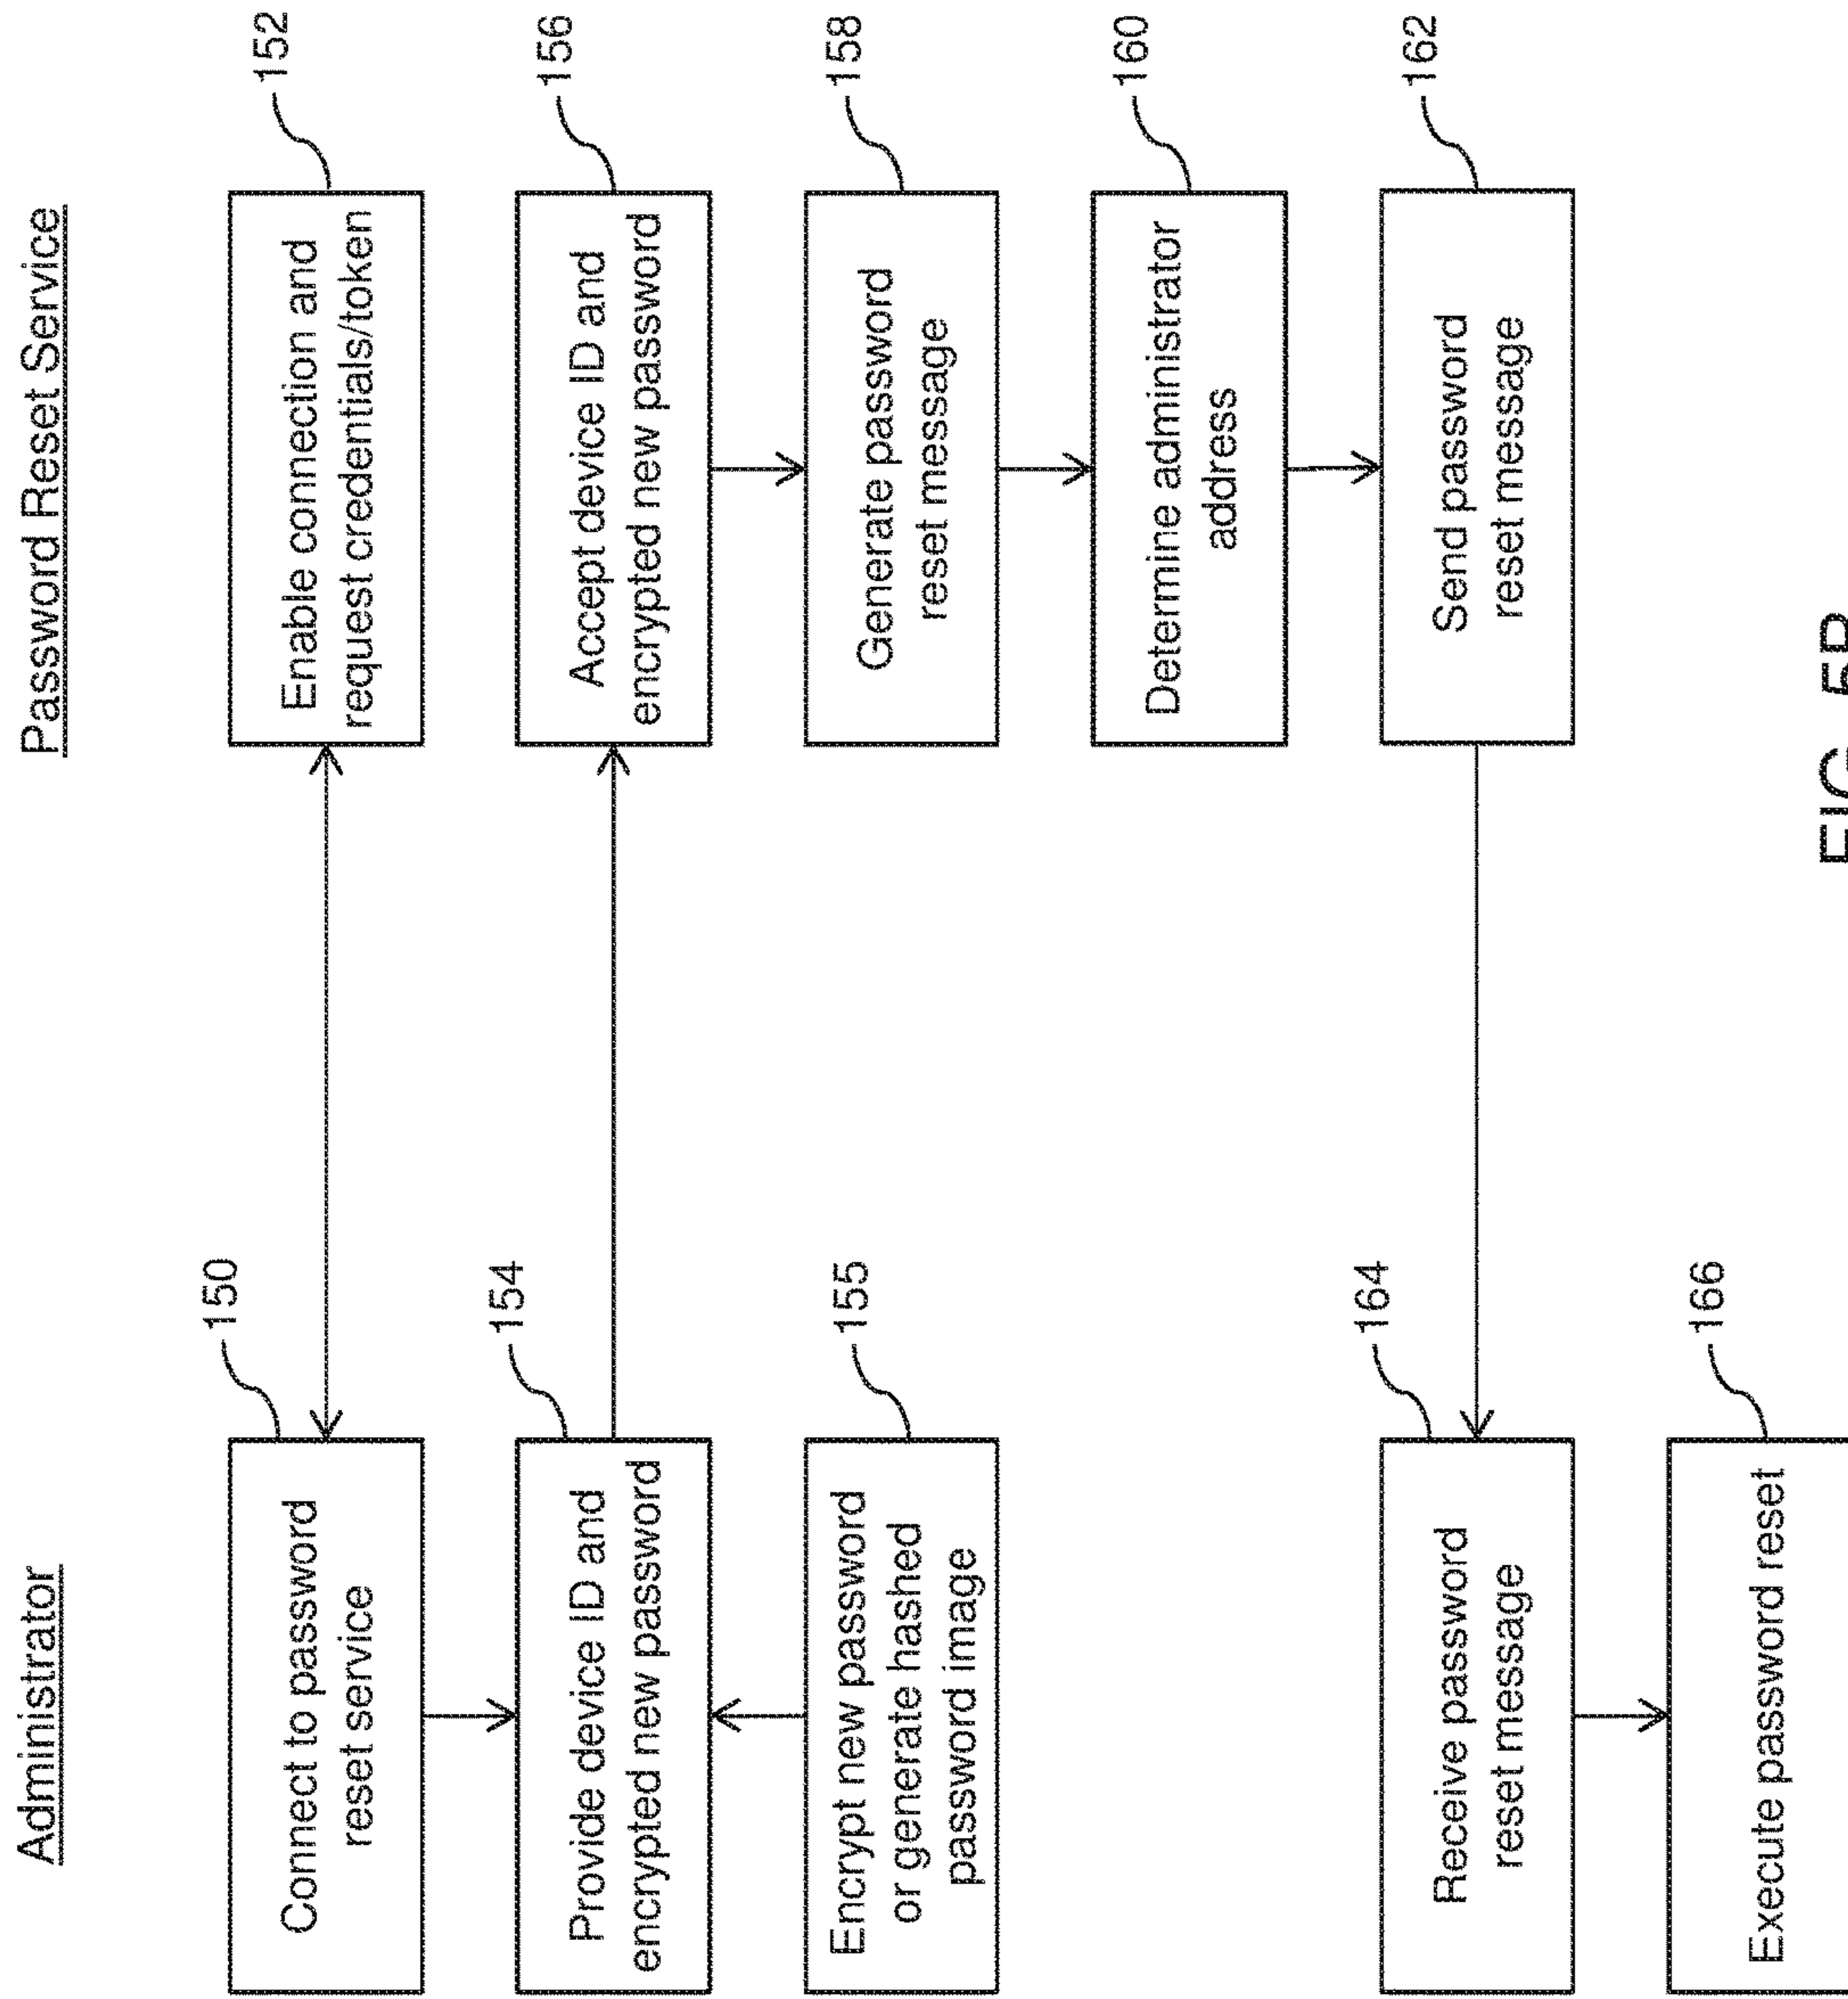 Administrator
Password Reset Service
150
Connect to password
reset service
152
Enable connection and
request credentials/token
154
Provide device ID and
encrypted new password
156
Accept device ID and
encrypted new password
155
Encrypt new password
or generate hashed
password image
158
Generate password
reset message
160
Determine administrator
address
164
Receive password
reset message
162
Send password
reset message
166
Execute password reset
FIG. 5B